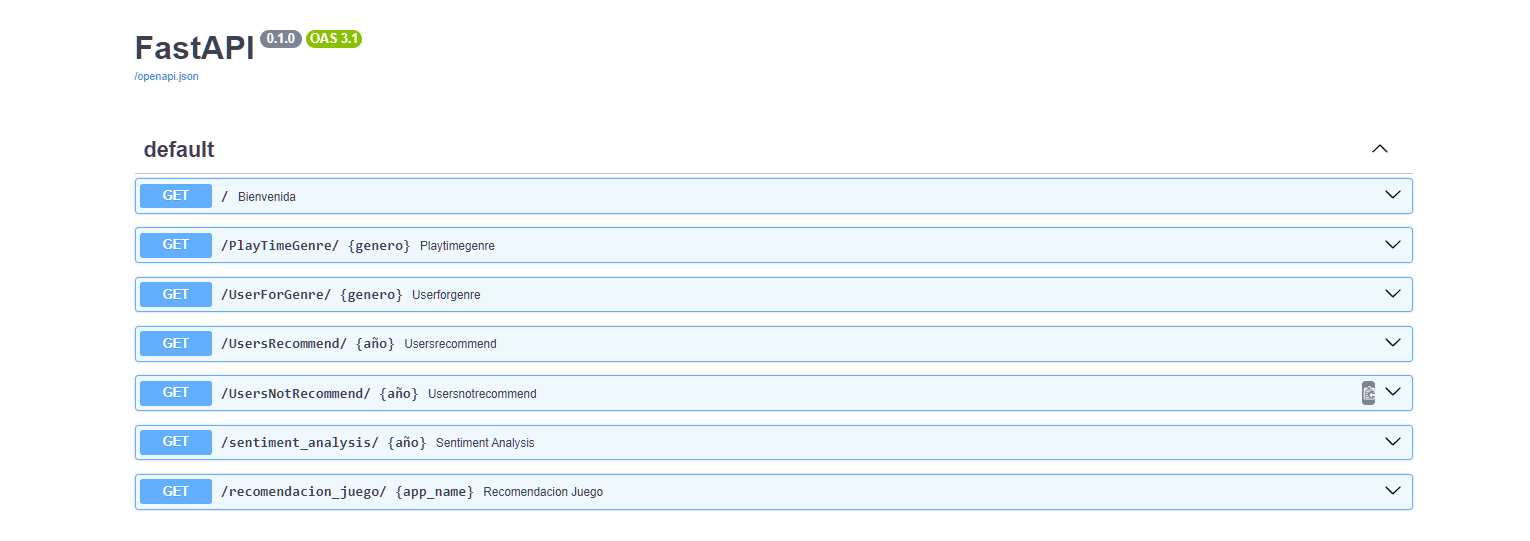 FastAPI 0.1.0 OAS 3.1
/openapi.json
default
GET / Bienvenida
GET /PlayTimeGenre/ {genero} Playtimegenre
GET /UserForGenre/ {genero} Userforgenre
GET /UsersRecommend/ {año} Usersrecommend
GET /UsersNotRecommend/ {año} Usersnotrecommend
GET /sentiment_analysis/ {año} Sentiment Analysis
GET /recomendacion_juego/ {app_name} Recomendacion Juego